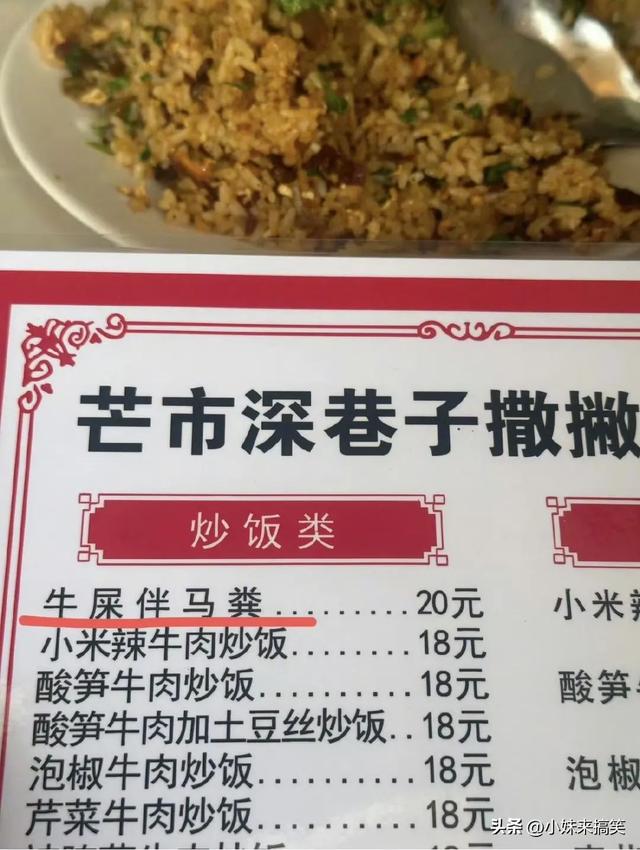 芒市深巷子撒撇
炒饭类
牛屎伴马粪.........20元
小米辣牛肉炒饭.........18元
酸笋牛肉炒饭..........18元
酸笋牛肉加土豆丝炒饭..18元
泡椒牛肉炒饭..........18元
芹菜牛肉炒饭..........18元
18元
小米辣
酸笋牛
泡椒
头条 @小妹来搞笑